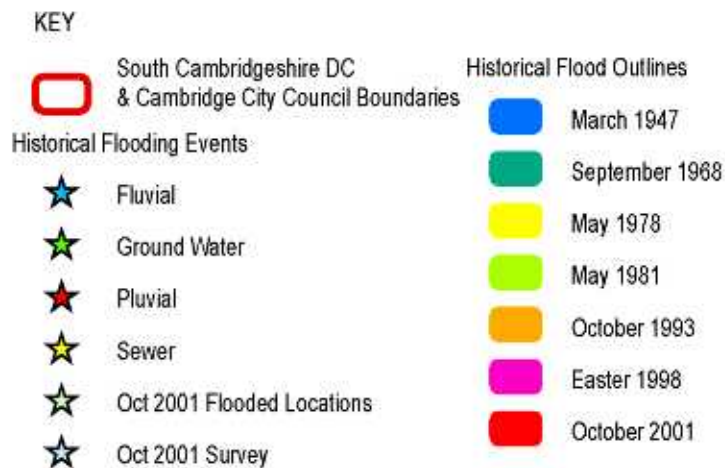 KEY
South Cambridgeshire DC
& Cambridge City Council Boundaries
Historical Flooding Events
Fluvial
Ground Water
Pluvial
Sewer
Oct 2001 Flooded Locations
Oct 2001 Survey
Historical Flood Outlines
March 1947
September 1968
May 1978
May 1981
October 1993
Easter 1998
October 2001